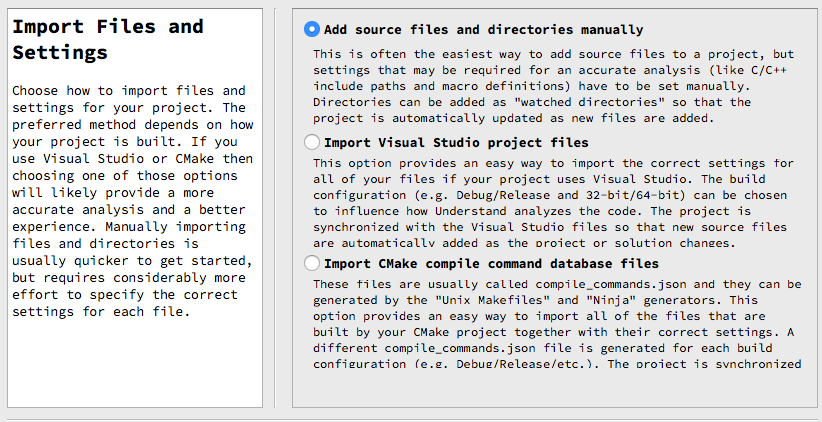 Import Files and
Settings
Choose how to import files and
settings for your project. The
preferred method depends on how
your project is built. If you
use Visual Studio or CMake then
choosing one of those options
will likely provide a more
accurate analysis and a better
experience. Manually importing
files and directories is
usually quicker to get started,
but requires considerably more
effort to specify the correct
settings for each file.
Add source files and directories manually
This is often the easiest way to add source files to a project, but
settings that may be required for an accurate analysis (like C/C++
include paths and macro definitions) have to be set manually.
Directories can be added as "watched directories" so that the
project is automatically updated as new files are added.
Import Visual Studio project files
This option provides an easy way to import the correct settings for
all of your files if your project uses Visual Studio. The build
configuration (e.g. Debug/Release and 32-bit/64-bit) can be chosen
to influence how Understand analyzes the code. The project is
synchronized with the Visual Studio files so that new source files
are automatically added as the project or solution changes.
Import CMake compile command database files
These files are usually called compile_commands.json and they can be
generated by the "Unix Makefiles" and "Ninja" generators. This
option provides an easy way to import all of the files that are
built by your CMake project together with their correct settings. A
different compile_commands.json file is generated for each build
configuration (e.g. Debug/Release/etc.). The project is synchronized